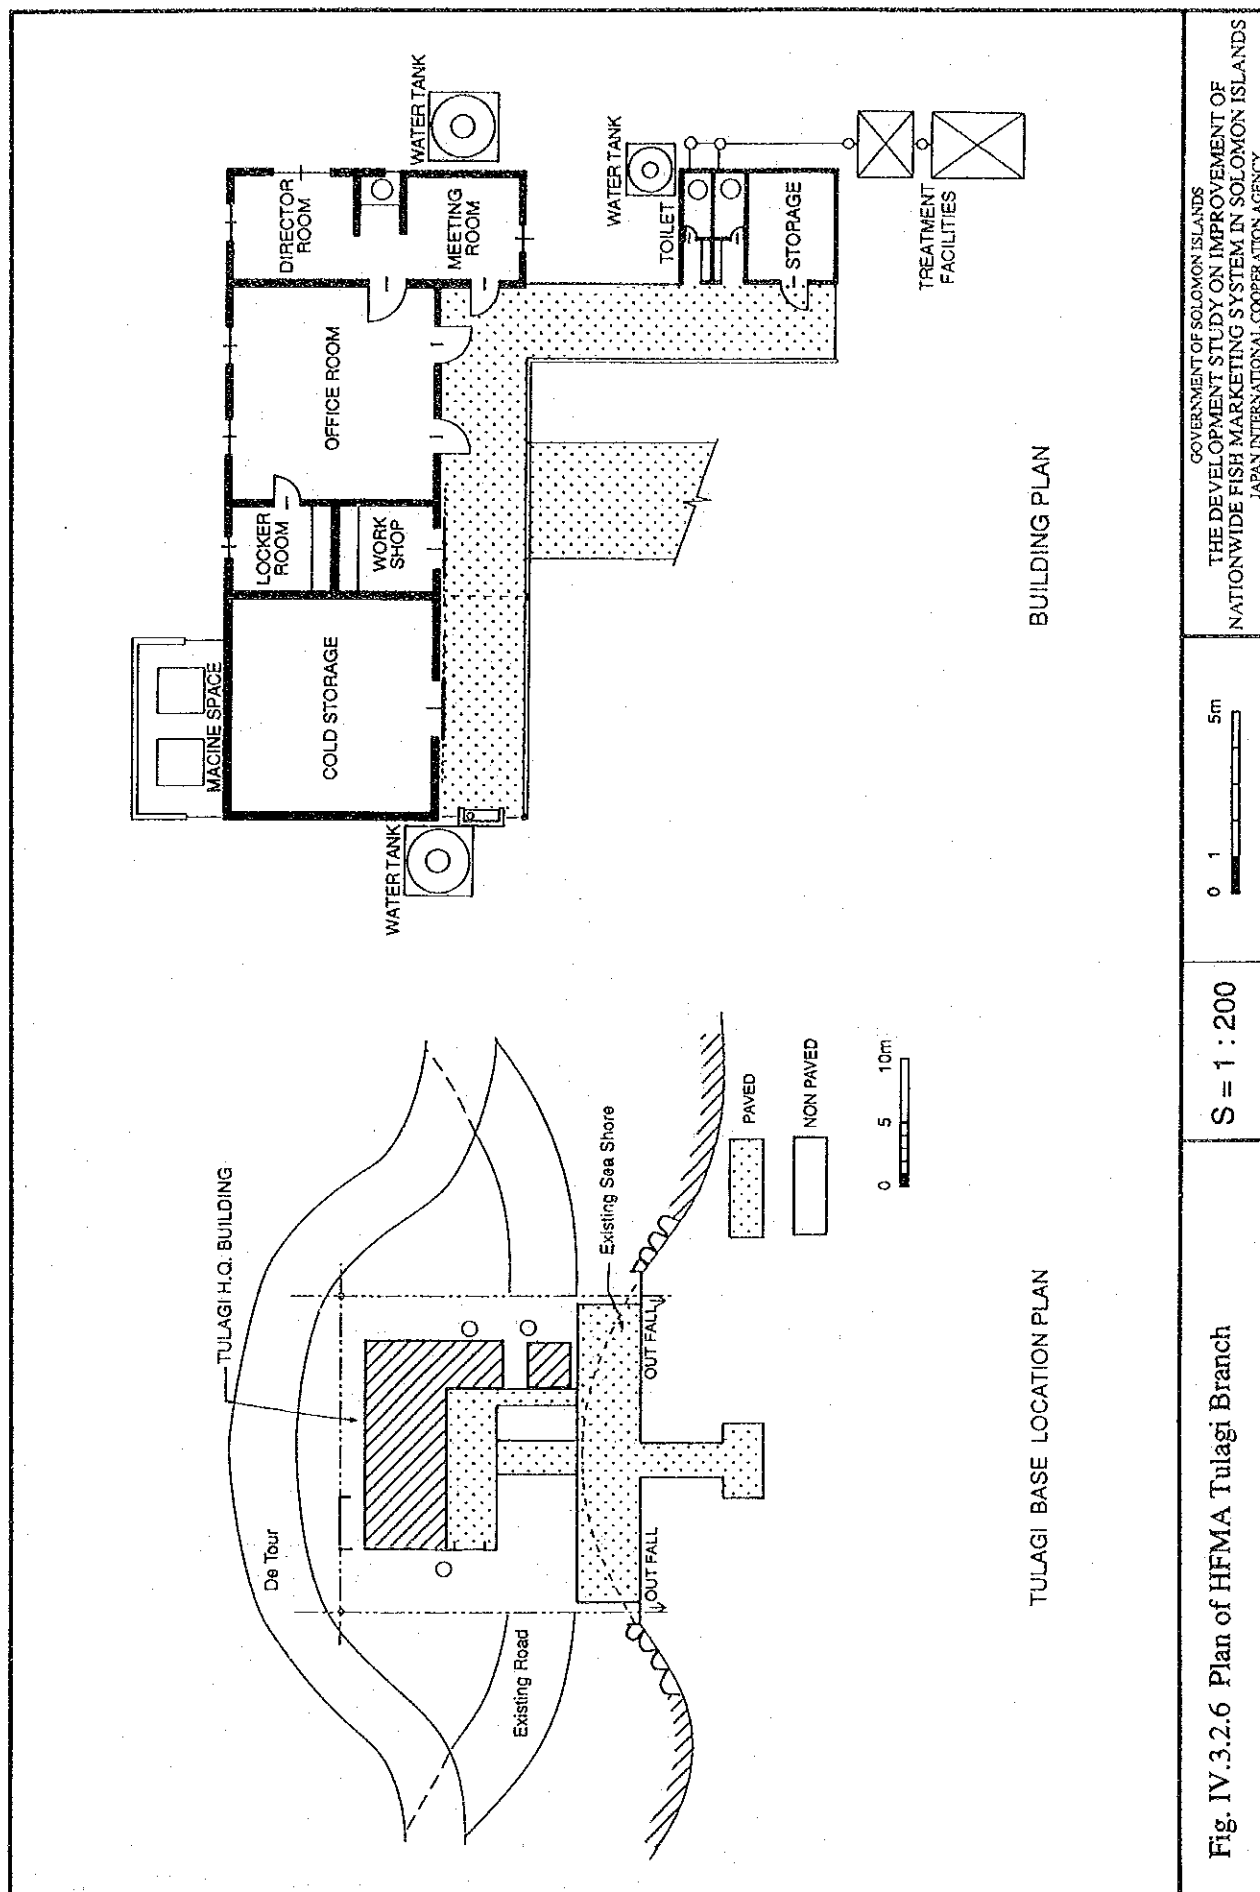 TULAGI H.Q. BUILDING
De Tour
Existing Road
Existing Sea Shore
OUT FALL
OUT FALL
PAVED
NON PAVED
0 5 10m
TULAGI BASE LOCATION PLAN
MACINE SPACE
WATER TANK
COLD STORAGE
LOCKER
ROOM
WORK
SHOP
OFFICE ROOM
DIRECTOR
ROOM
MEETING
ROOM
WATER TANK
WATER TANK
TOILET
STORAGE
TREATMENT
FACILITIES
BUILDING PLAN
Fig. IV.3.2.6 Plan of HFMA Tulagi Branch
S = 1 : 200
0 1 5m
GOVERNMENT OF SOLOMON ISLANDS
THE DEVELOPMENT STUDY ON IMPROVEMENT OF
NATIONWIDE FISH MARKETING SYSTEM IN SOLOMON ISLANDS
JAPAN INTERNATIONAL COOPERATION AGENCY